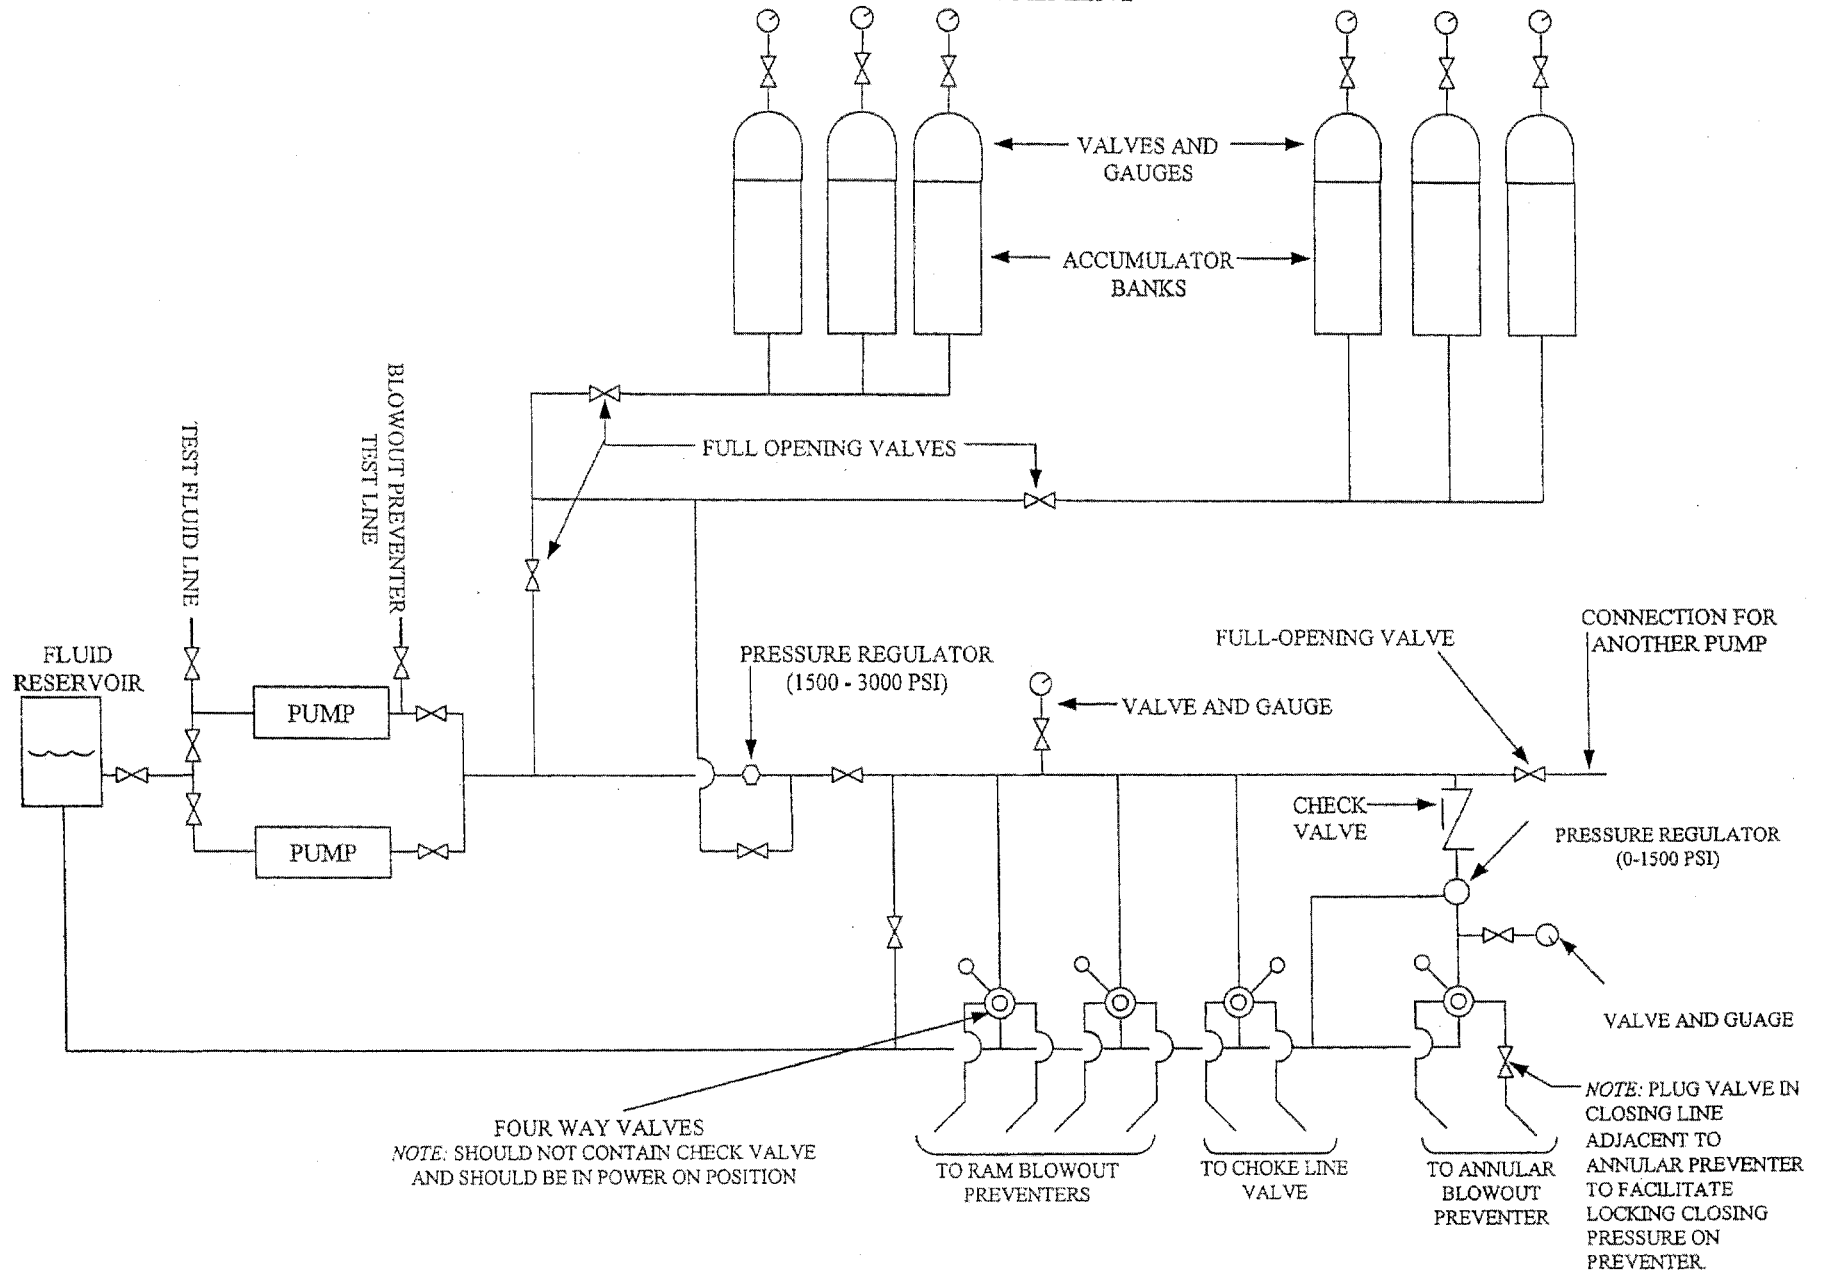 VALVES AND
GAUGES
ACCUMULATOR
BANKS
FULL OPENING VALVES
BLOWOUT PREVENTER
TEST LINE
TEST FLUID LINE
FLUID
RESERVOIR
PUMP
PUMP
PRESSURE REGULATOR
(1500 - 3000 PSI)
VALVE AND GAUGE
FULL-OPENING VALVE
CONNECTION FOR
ANOTHER PUMP
CHECK
VALVE
PRESSURE REGULATOR
(0-1500 PSI)
VALVE AND GUAGE
FOUR WAY VALVES
NOTE: SHOULD NOT CONTAIN CHECK VALVE
AND SHOULD BE IN POWER ON POSITION
TO RAM BLOWOUT
PREVENTERS
TO CHOKE LINE
VALVE
TO ANNULAR
BLOWOUT
PREVENTER
NOTE: PLUG VALVE IN
CLOSING LINE
ADJACENT TO
ANNULAR PREVENTER
TO FACILITATE
LOCKING CLOSING
PRESSURE ON
PREVENTER.